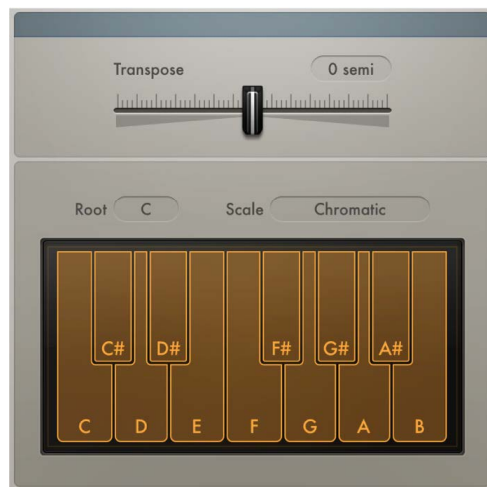 Transpose 0 semi
Root C Scale Chromatic
C# D# F# G# A#
C D E F G A B